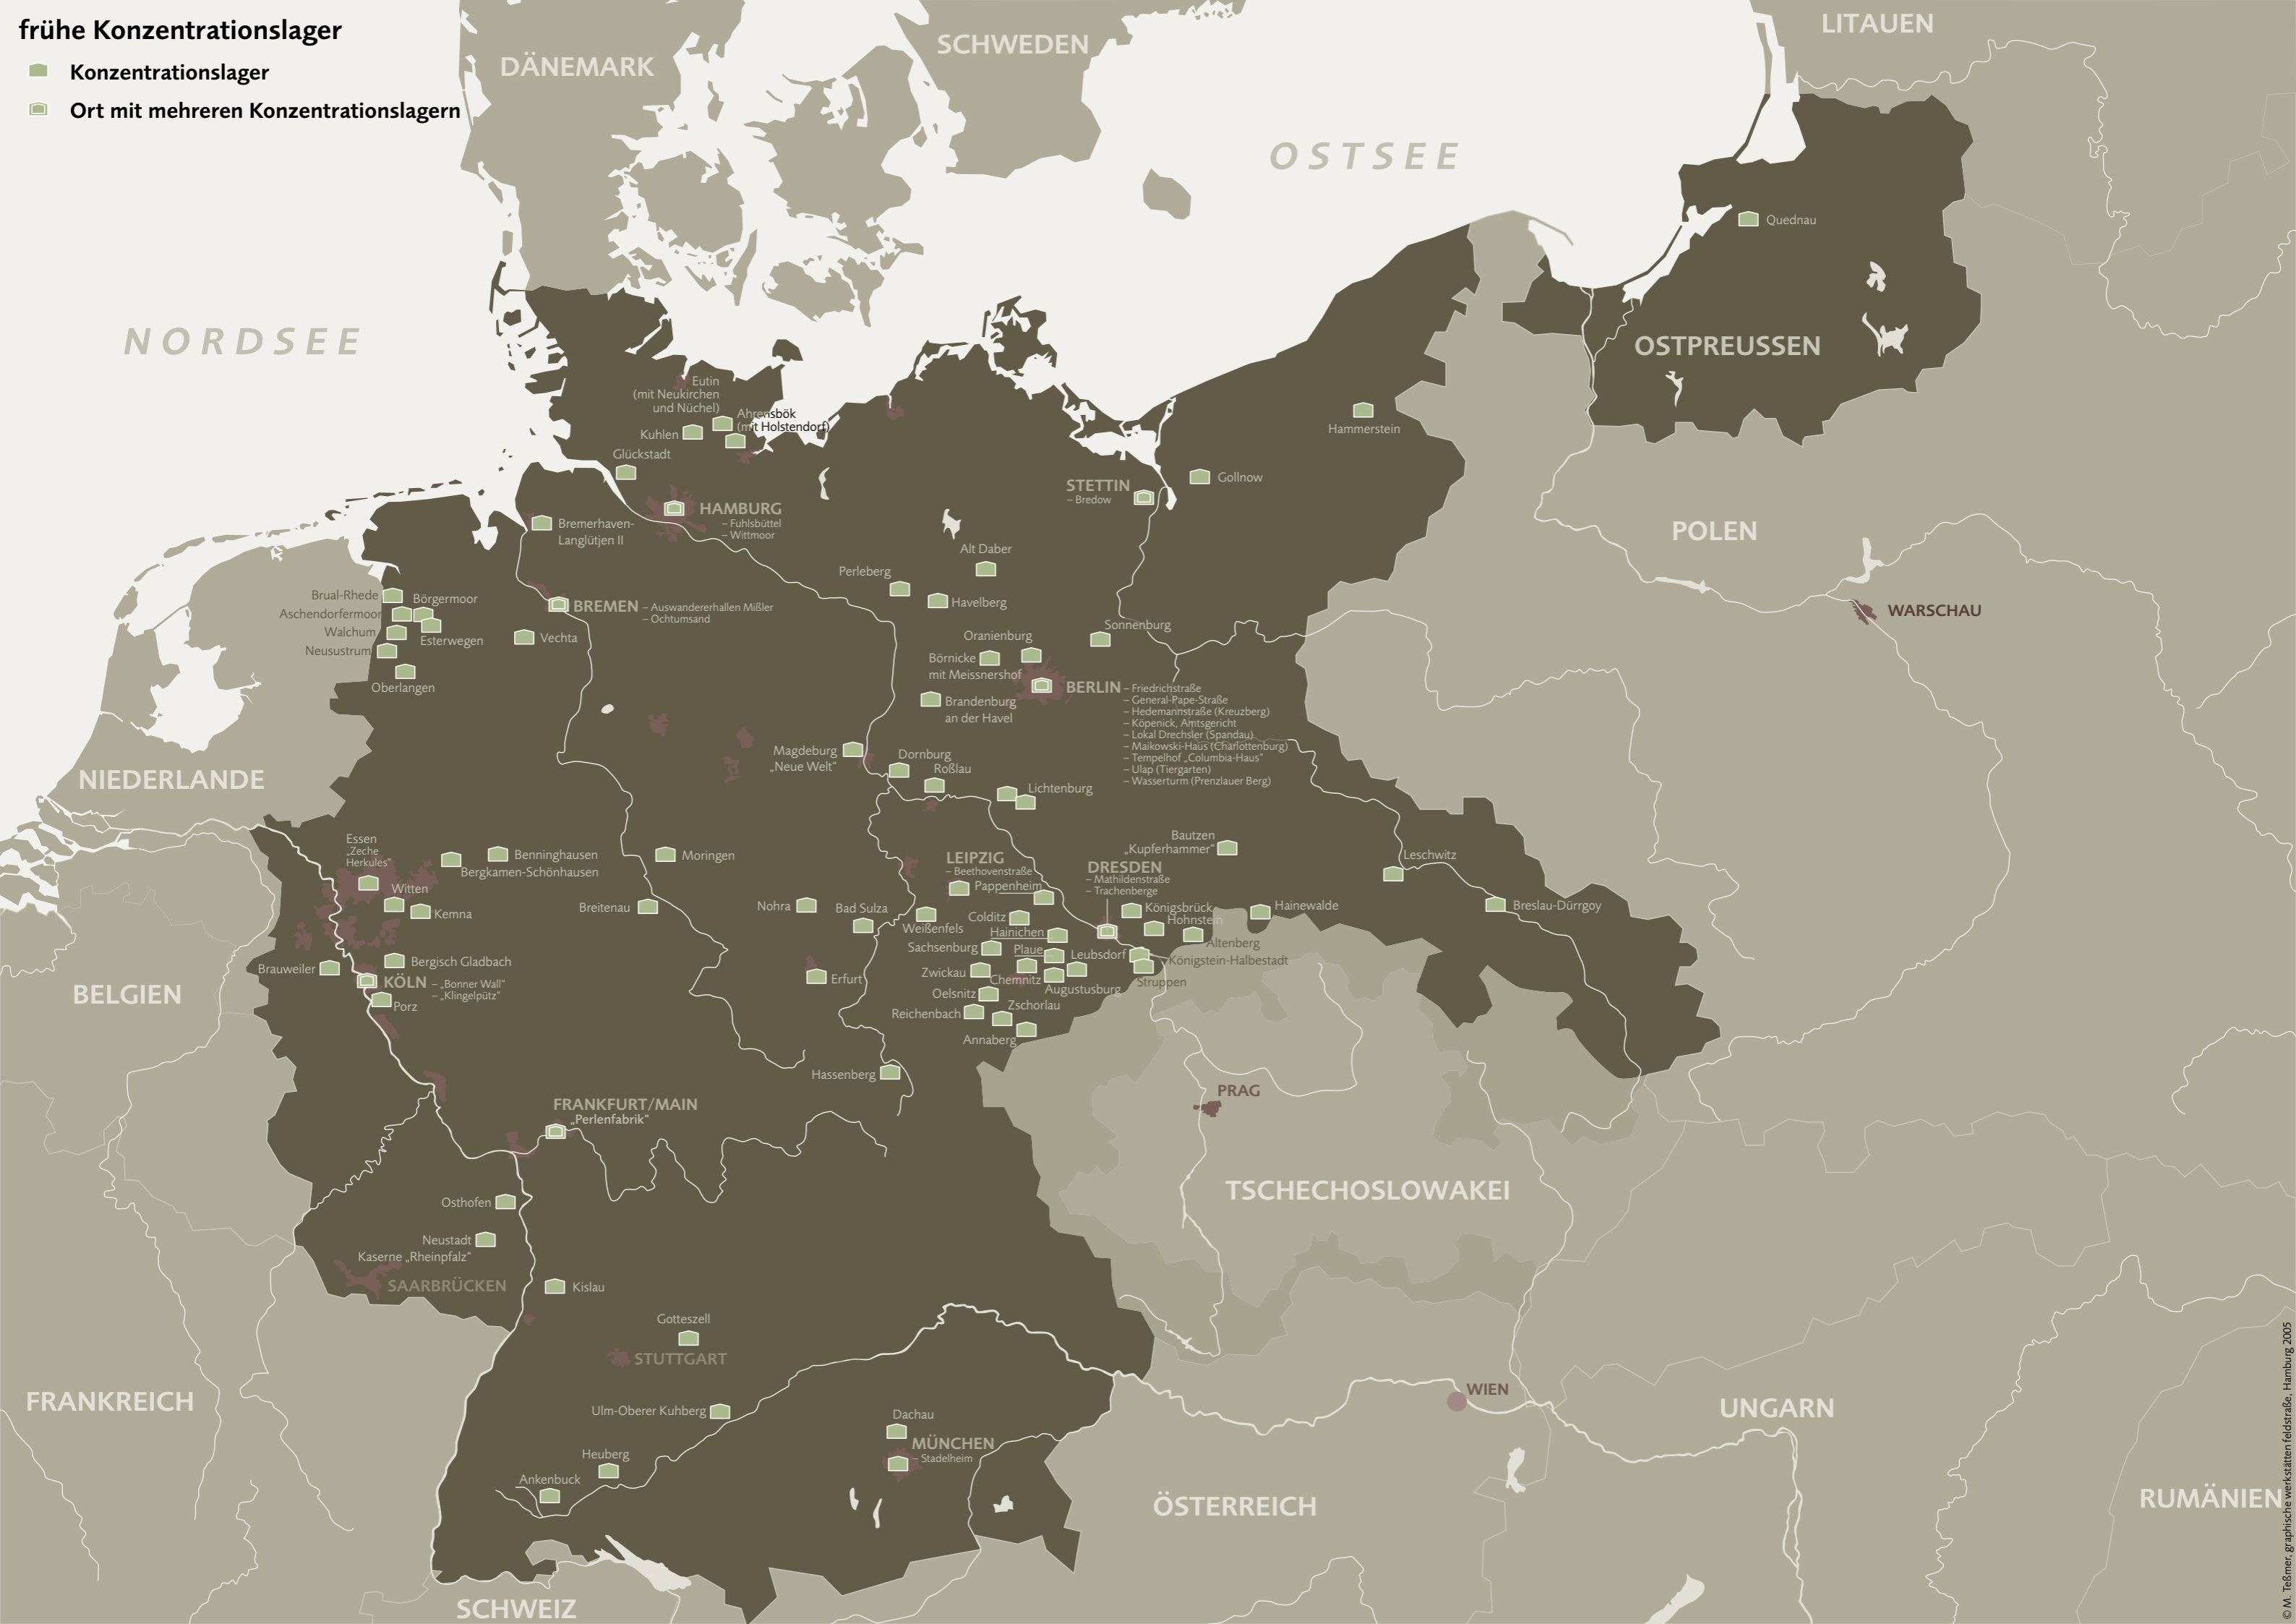 frühe Konzentrationslager
Konzentrationslager
Ort mit mehreren Konzentrationslagern
DÄNEMARK
SCHWEDEN
LITAUEN
OSTSEE
NORDSEE
Quednau
OSTPREUSSEN
Eutin
(mit Neukirchen
und Nüchel)
Ahrensbök
(mit Holstendorf)
Kuhlen
Glückstadt
Hammerstein
HAMBURG
– Fuhlsbüttel
– Wittmoor
STETTIN
– Bredow
Gollnow
Bremerhaven-
Langlütjen II
POLEN
Alt Daber
Perleberg
Havelberg
WARSCHAU
Brual-Rhede
Börgermoor
Aschendorfermoor
Walchum
Esterwegen
Neusustrum
Oberlangen
BREMEN
– Auswandererhallen Mißler
– Ochtumsand
Vechta
Sonnenburg
Oranienburg
Börnicke
mit Meissnershof
BERLIN
– Friedrichstraße
– General-Pape-Straße
– Hedemannstraße (Kreuzberg)
– Köpenick, Amtsgericht
– Lokal Drechsler (Spandau)
– Maikowski-Haus (Charlottenburg)
– Tempelhof „Columbia-Haus“
– Ulap (Tiergarten)
– Wasserturm (Prenzlauer Berg)
Brandenburg
an der Havel
Magdeburg
„Neue Welt“
Dornburg
Roßlau
Lichtenburg
NIEDERLANDE
Essen
„Zeche
Herkules“
Benninghausen
Bergkamen-Schönhausen
Witten
Kemna
Moringen
Breitenau
Nohra
Bad Sulza
LEIPZIG
– Beethovenstraße
Pappenheim
Bautzen
„Kupferhammer“
DRESDEN
– Mathildenstraße
– Trachenberge
Leschwitz
Breslau-Dürrgoy
Weißenfels
Colditz
Königsbrück
Hohnstein
Hainewalde
Hainichen
Altenberg
Sachsenburg
Plaue
Leubsdorf
Königstein-Halbestadt
Zwickau
Chemnitz
Augustusburg
Struppen
Oelsnitz
Zschorlau
Reichenbach
Annaberg
Erfurt
Brauweiler
Bergisch Gladbach
KÖLN
– „Bonner Wall“
– „Klingelpütz“
Porz
BELGIEN
Hassenberg
PRAG
FRANKFURT/MAIN
„Perlenfabrik“
TSCHECHOSLOWAKEI
Osthofen
Neustadt
Kaserne „Rheinpfalz“
SAARBRÜCKEN
Kislau
Gotteszell
STUTTGART
FRANKREICH
WIEN
UNGARN
Ulm-Oberer Kuhberg
Dachau
MÜNCHEN
– Stadelheim
Heuberg
Ankenbuck
ÖSTERREICH
RUMÄNIEN
SCHWEIZ
© M. Teßmer, graphische werkstätten feldstraße, Hamburg 2005